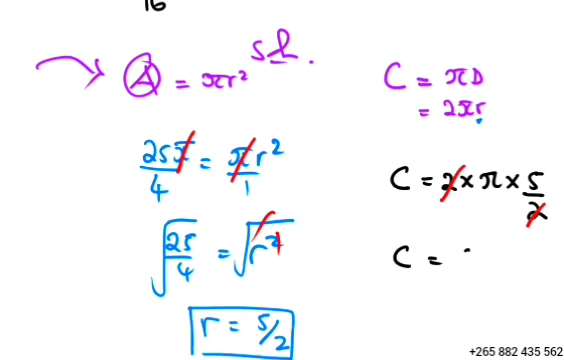 16
A = πr² sh.
25π/4 = πr²/1
√25/4 = √r²
r = 5/2
C = πD
= 2πr
C = 2 × π × 5/2
C =
+265 882 435 562